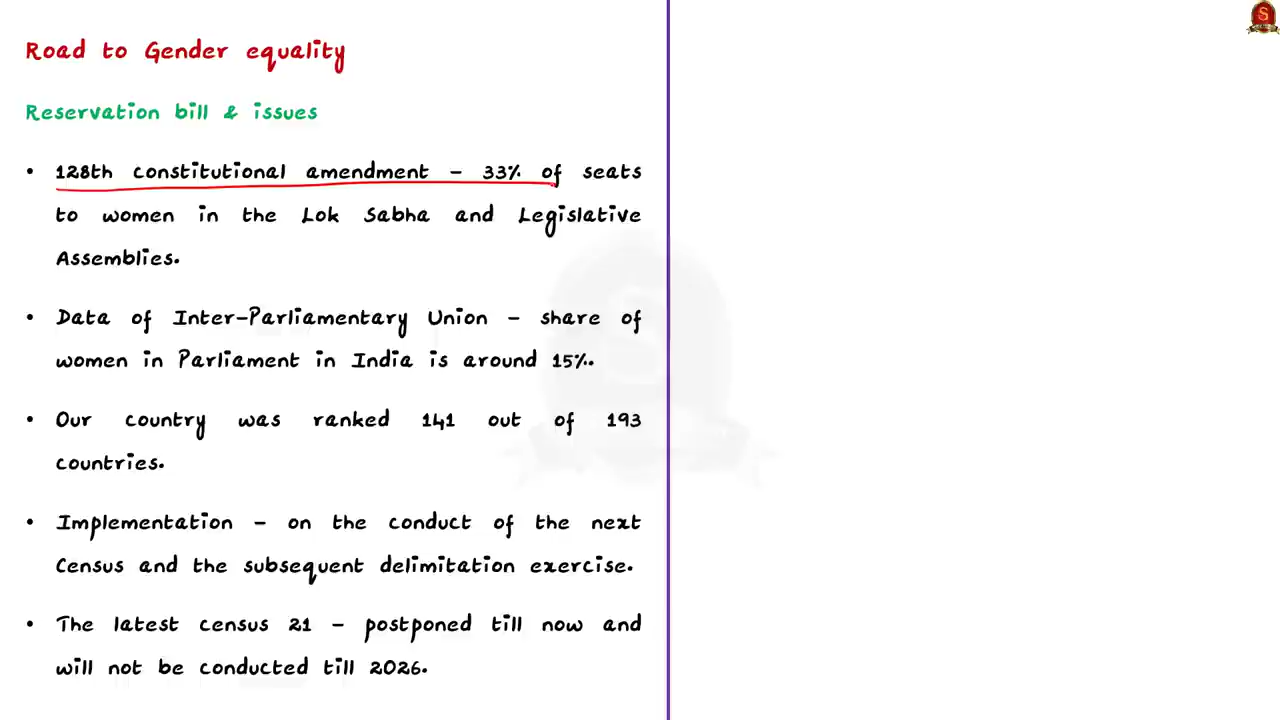 Road to Gender equality
Reservation bill & issues
• 128th constitutional amendment - 33% of seats
to women in the Lok Sabha and Legislative
Assemblies.
• Data of Inter-Parliamentary Union - share of
women in Parliament in India is around 15%.
• Our country was ranked 141 out of 193
countries.
• Implementation - on the conduct of the next
Census and the subsequent delimitation exercise.
• The latest census 21 - postponed till now and
will not be conducted till 2026.